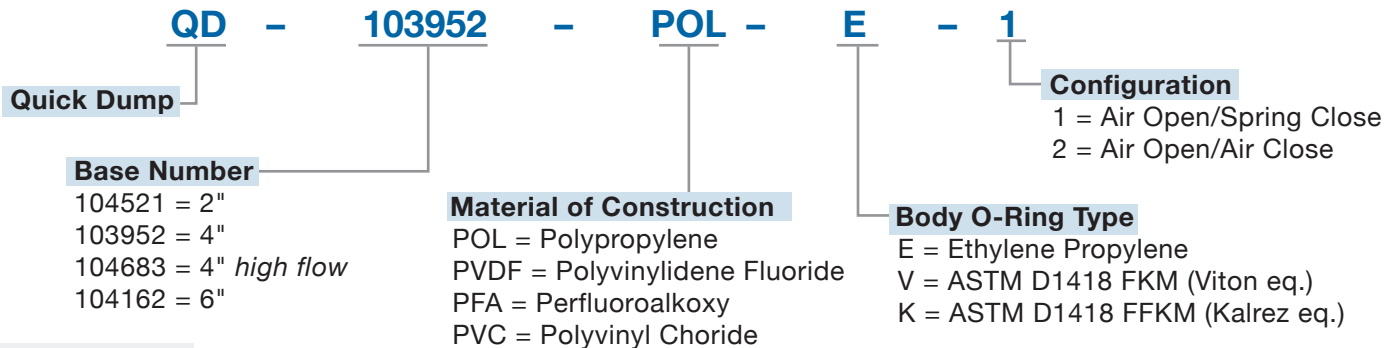 QD – 103952 – POL – E – 1
Quick Dump
Base Number
104521 = 2"
103952 = 4"
104683 = 4" high flow
104162 = 6"
Material of Construction
POL = Polypropylene
PVDF = Polyvinylidene Fluoride
PFA = Perfluoroalkoxy
PVC = Polyvinyl Choride
Body O-Ring Type
E = Ethylene Propylene
V = ASTM D1418 FKM (Viton eq.)
K = ASTM D1418 FFKM (Kalrez eq.)
Configuration
1 = Air Open/Spring Close
2 = Air Open/Air Close